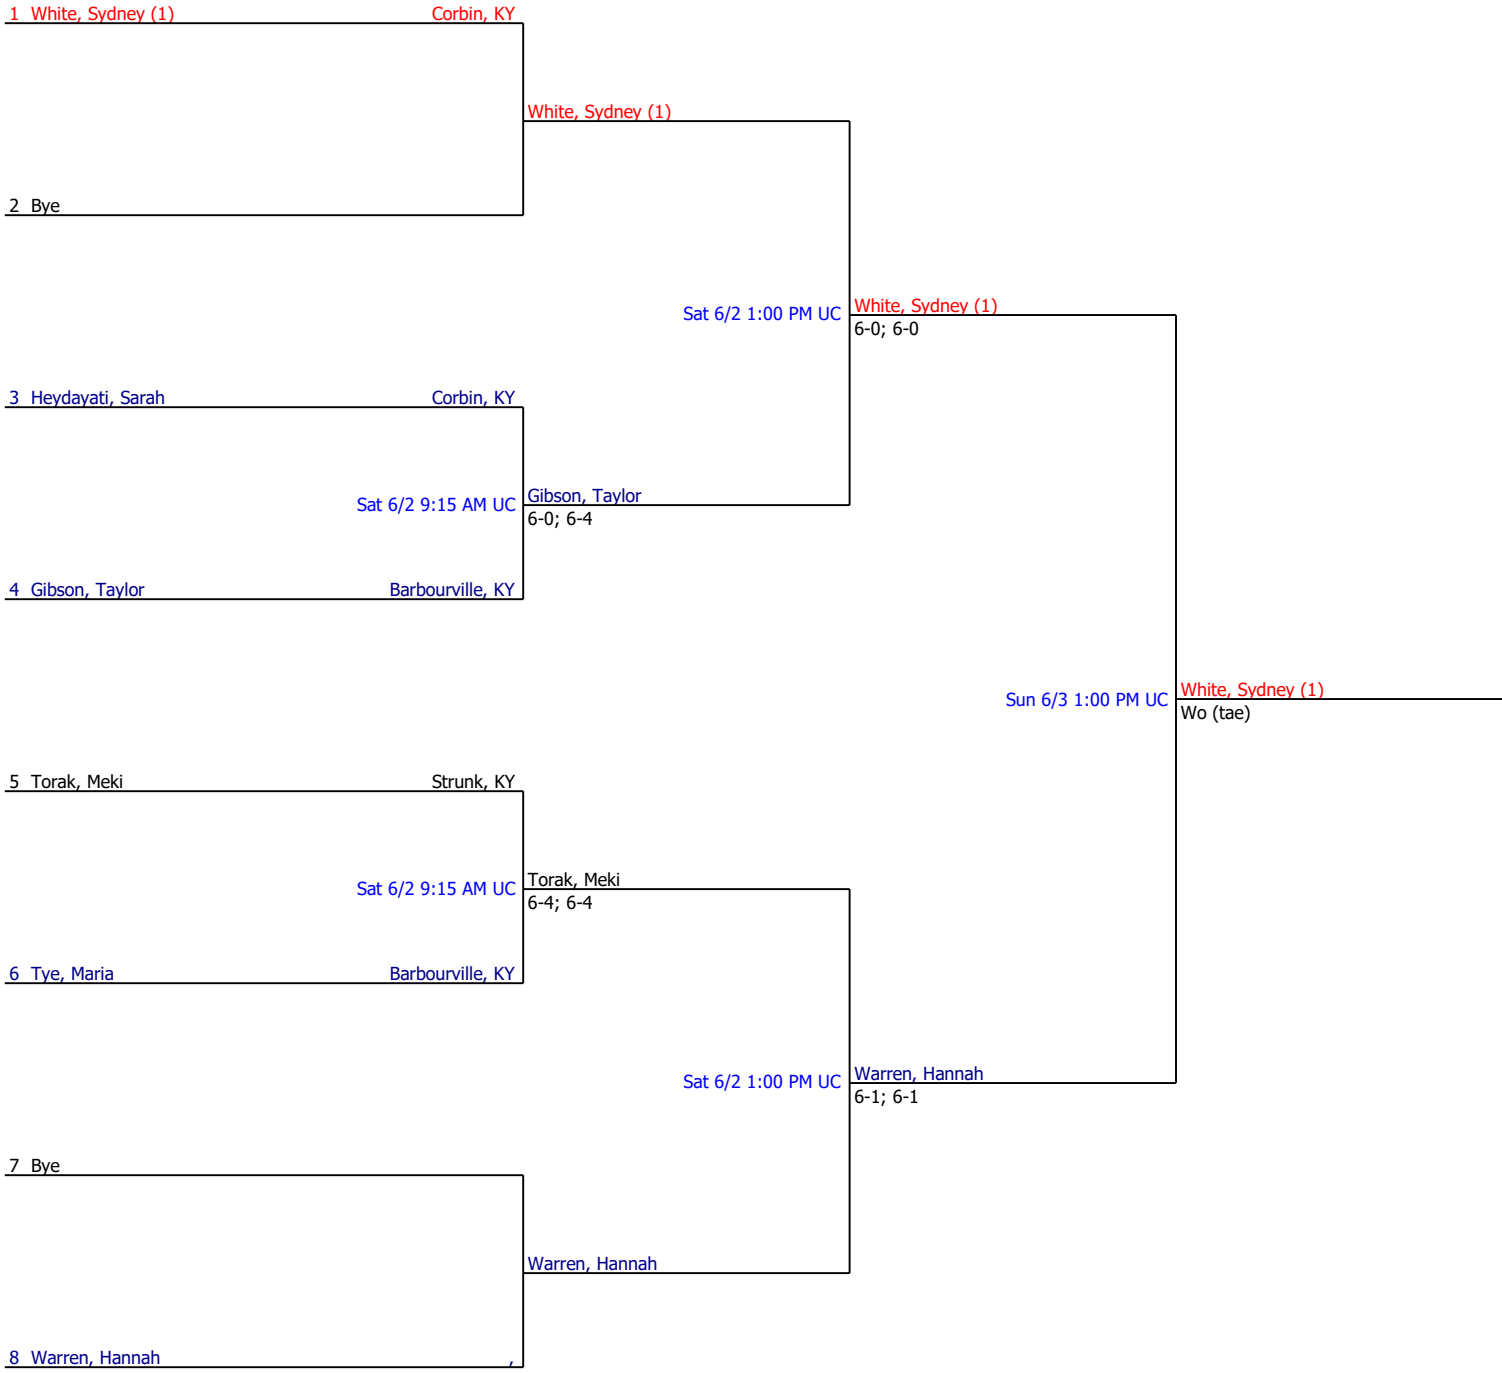 1 White, Sydney (1) Corbin, KY
White, Sydney (1)
2 Bye
Sat 6/2 1:00 PM UC White, Sydney (1)
6-0; 6-0
3 Heydayati, Sarah Corbin, KY
Sat 6/2 9:15 AM UC Gibson, Taylor
6-0; 6-4
4 Gibson, Taylor Barbourville, KY
Sun 6/3 1:00 PM UC White, Sydney (1)
Wo (tae)
5 Torak, Meki Strunk, KY
Sat 6/2 9:15 AM UC Torak, Meki
6-4; 6-4
6 Tye, Maria Barbourville, KY
Sat 6/2 1:00 PM UC Warren, Hannah
6-1; 6-1
7 Bye
Warren, Hannah
8 Warren, Hannah ,